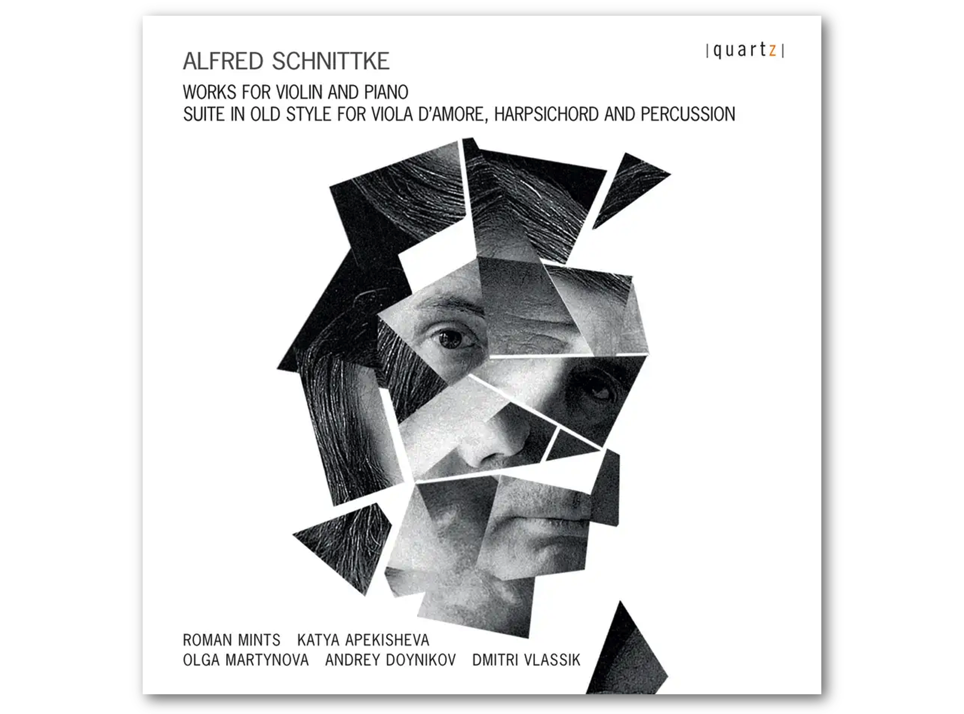 ALFRED SCHNITTKE
|quartz|
WORKS FOR VIOLIN AND PIANO
SUITE IN OLD STYLE FOR VIOLA D'AMORE, HARPSICHORD AND PERCUSSION
ROMAN MINTS KATYA APEKISHEVA
OLGA MARTYNOVA ANDREY DOYNIKOV DMITRI VLASSIK